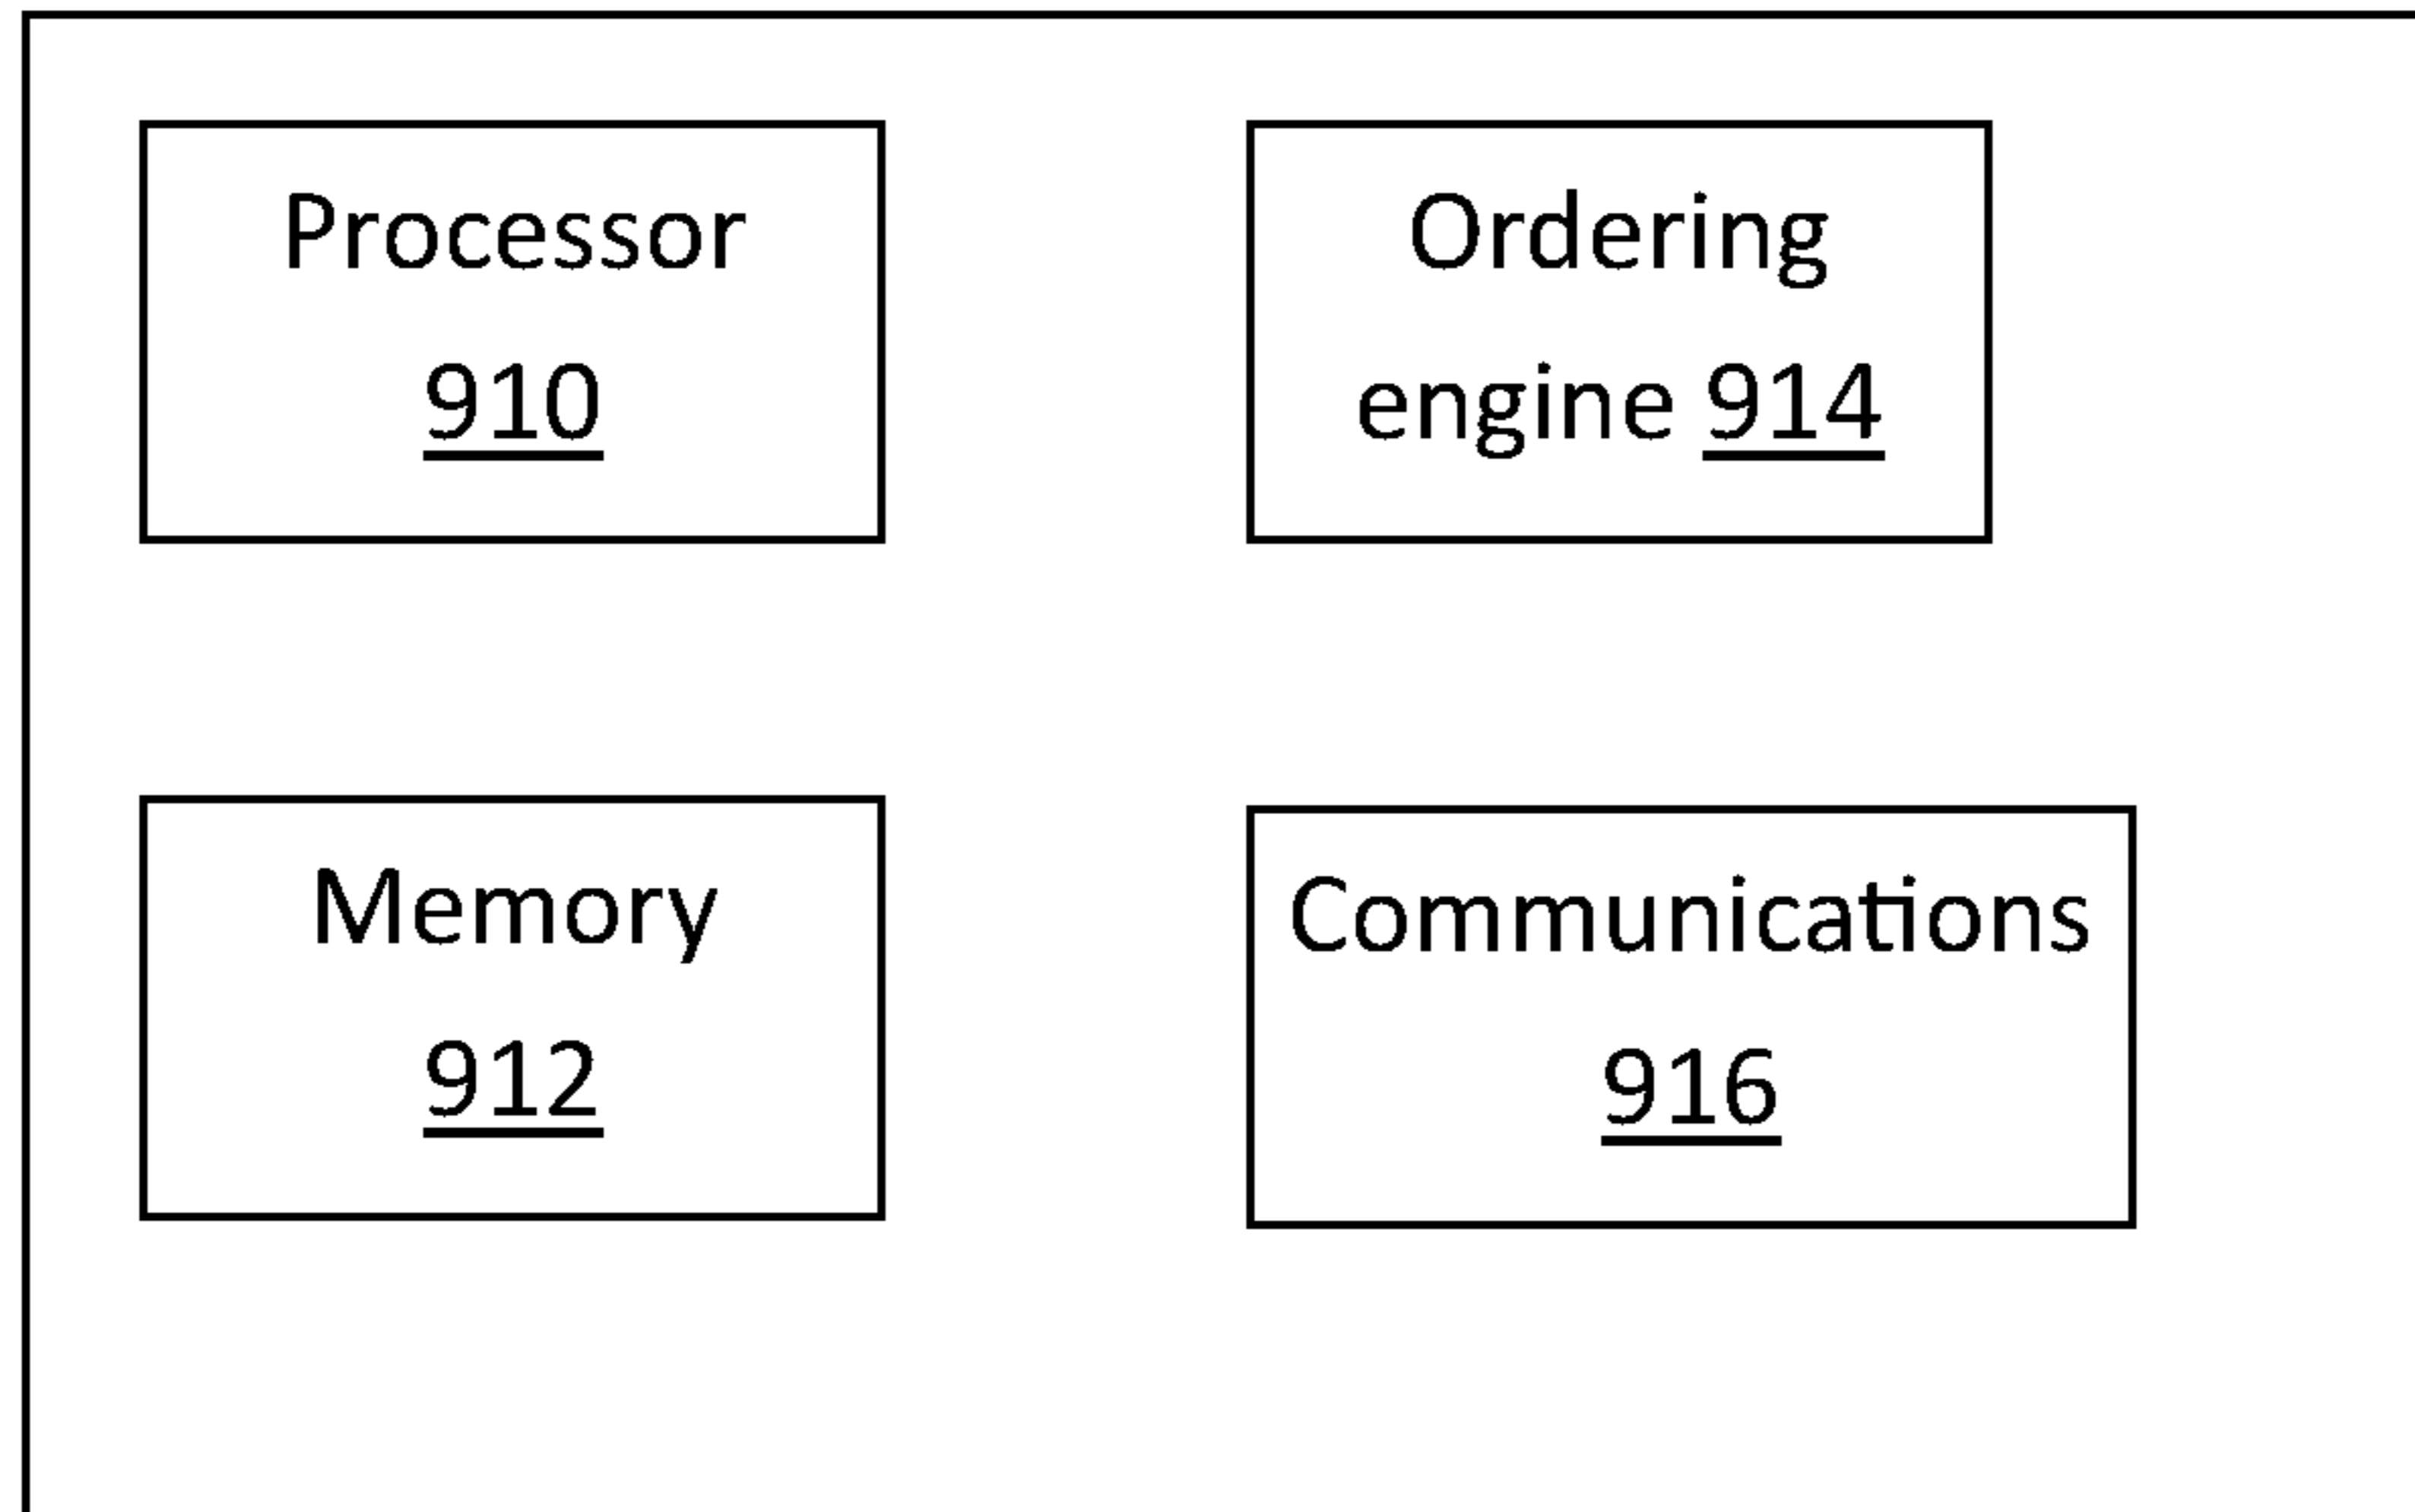 Processor
910
Ordering
engine 914
Memory
912
Communications
916